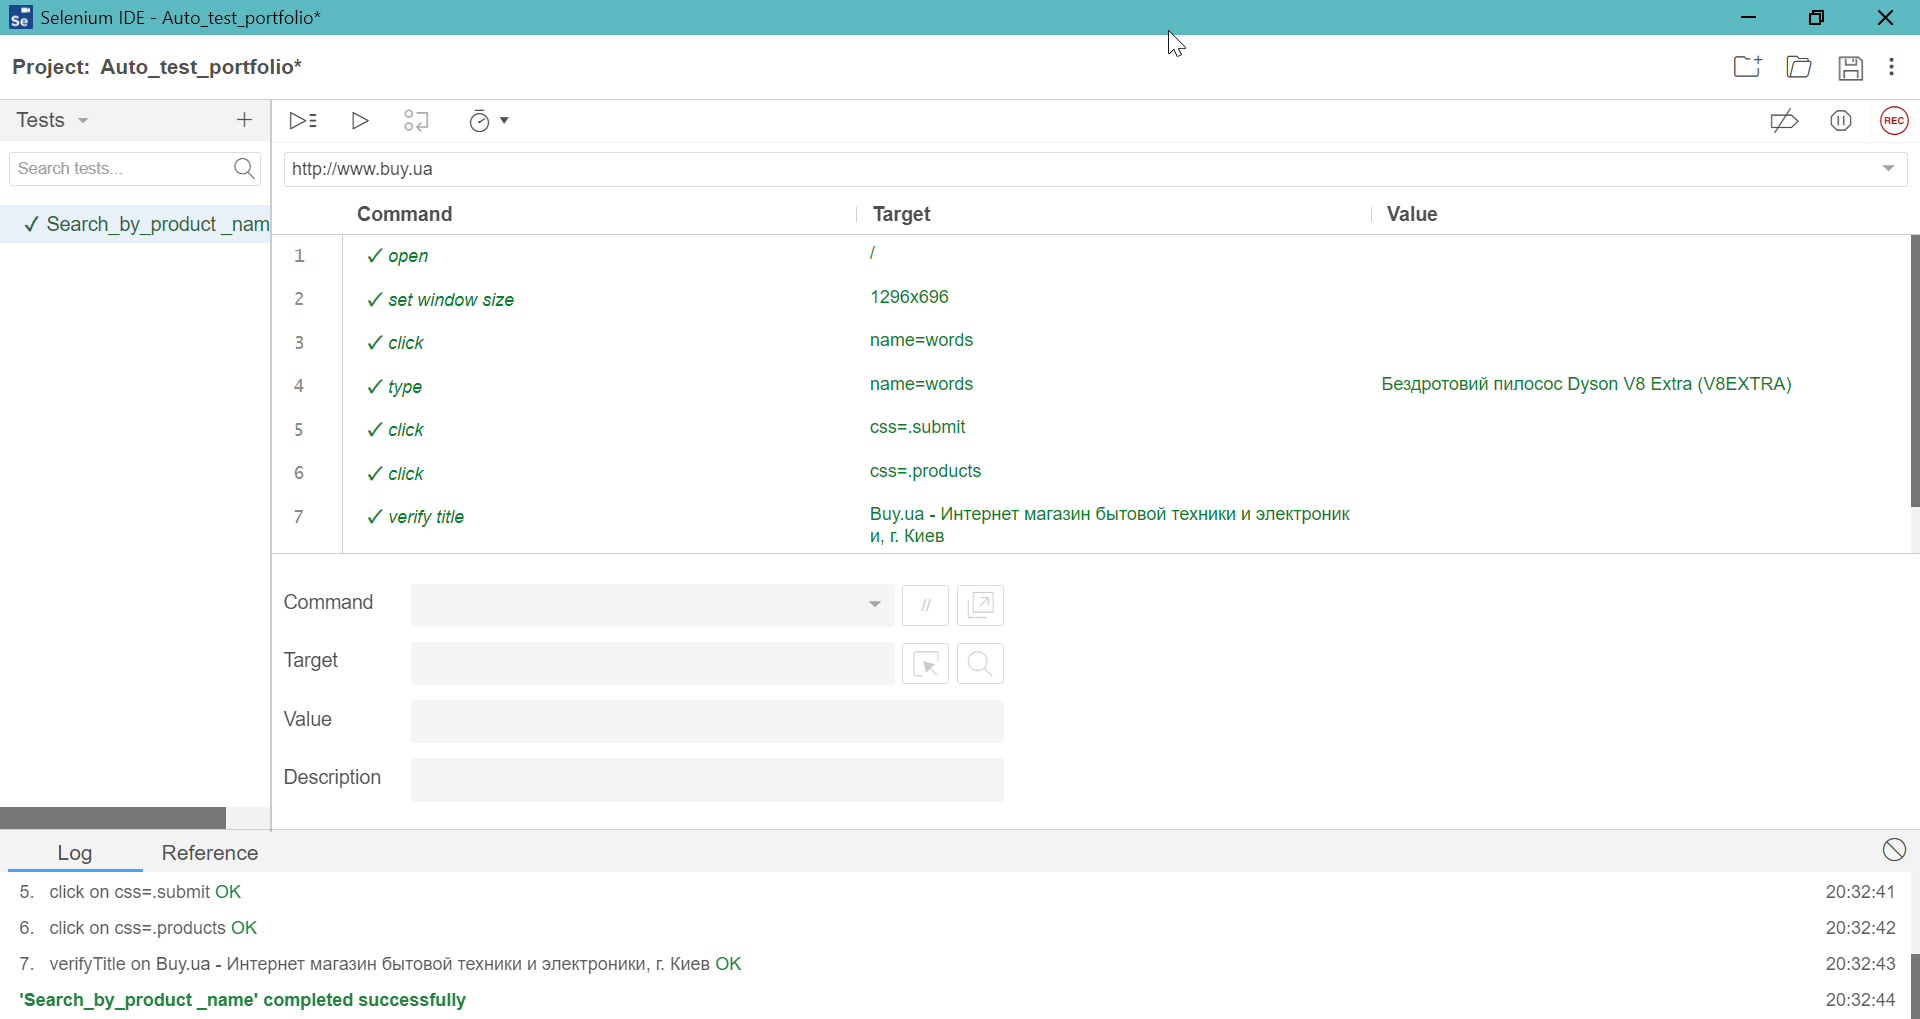 Selenium IDE - Auto_test_portfolio*
Project: Auto_test_portfolio*
Tests
Search tests...
✓ Search_by_product _nam
REC
http://www.buy.ua
Command Target Value
1 ✓ open /
2 ✓ set window size 1296x696
3 ✓ click name=words
4 ✓ type name=words Бездротовий пилосос Dyson V8 Extra (V8EXTRA)
5 ✓ click css=.submit
6 ✓ click css=.products
7 ✓ verify title Buy.ua - Интернет магазин бытовой техники и электроник
и, г. Киев
Command //
Target
Value
Description
Log Reference
5. click on css=.submit OK 20:32:41
6. click on css=.products OK 20:32:42
7. verifyTitle on Buy.ua - Интернет магазин бытовой техники и электроники, г. Киев OK 20:32:43
'Search_by_product _name' completed successfully 20:32:44